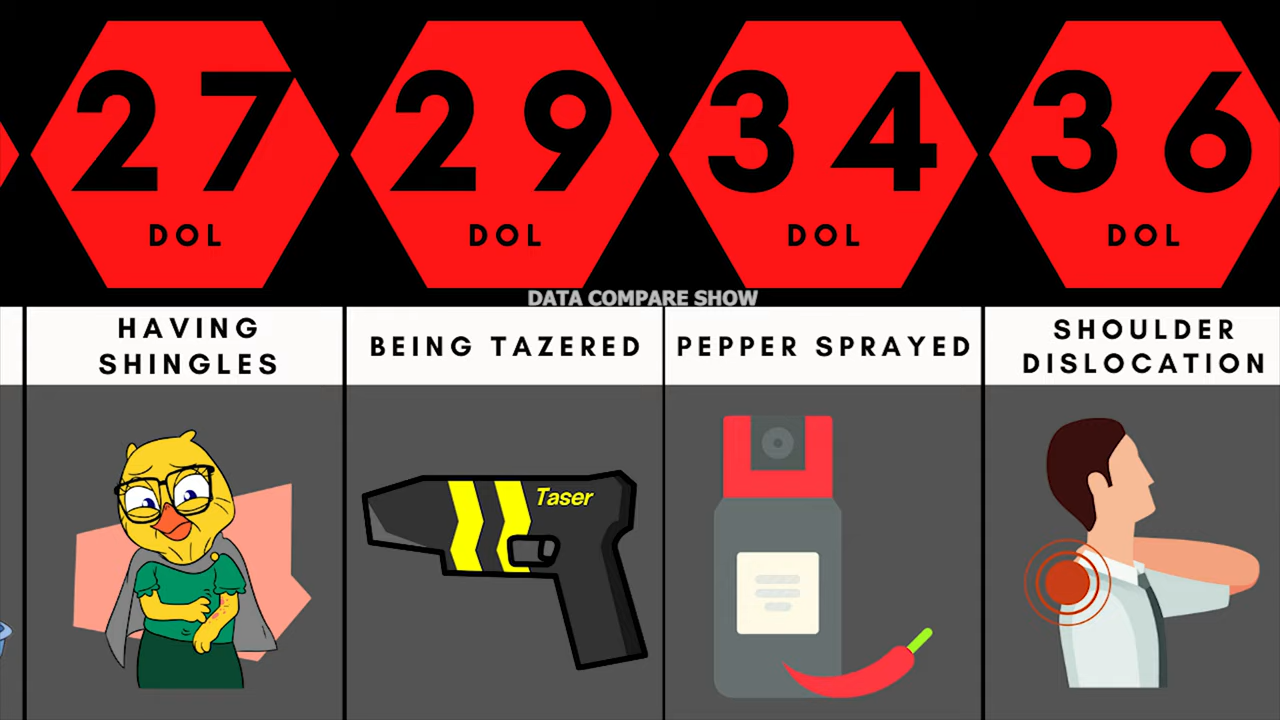 27
DOL
29
DOL
34
DOL
36
DOL
DATA COMPARE SHOW
HAVING
SHINGLES
BEING TAZERED
PEPPER SPRAYED
SHOULDER
DISLOCATION
Taser